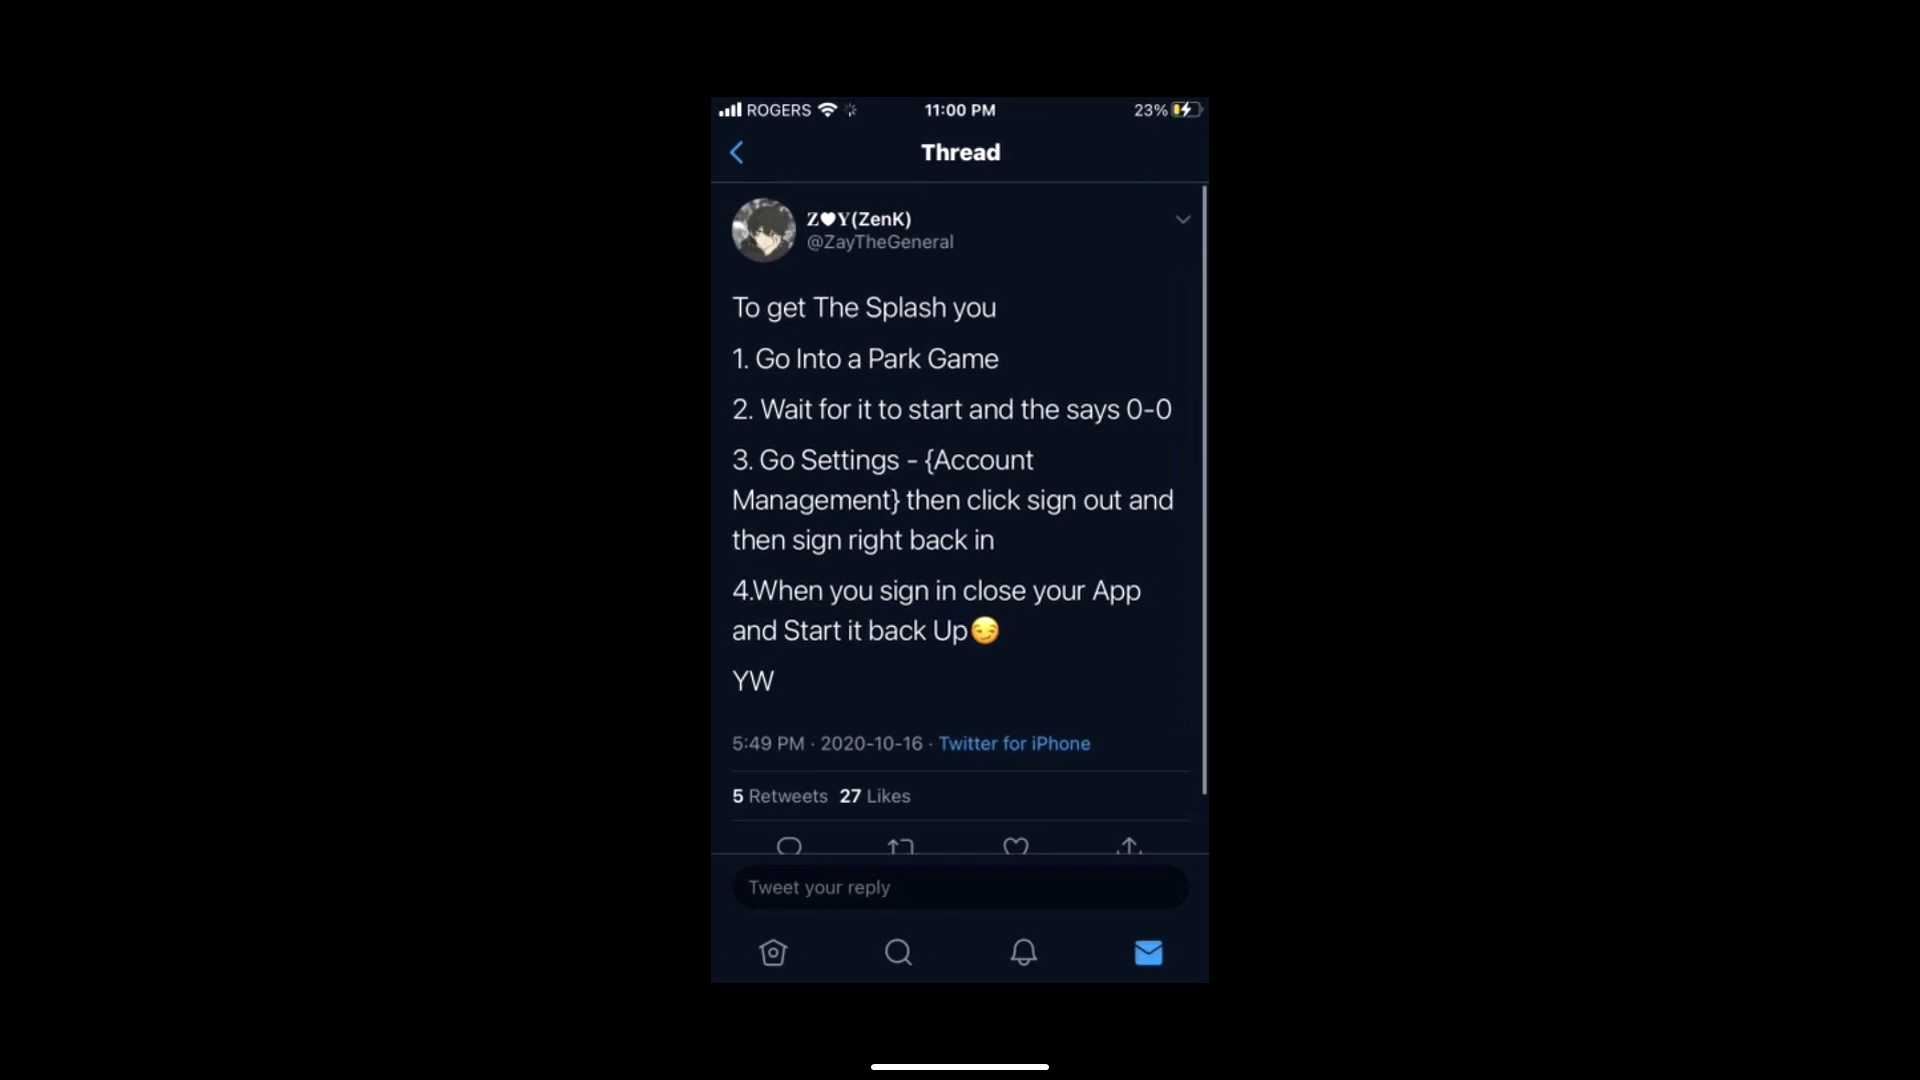 ROGERS 11:00 PM 23%
Thread
Z♥Y(ZenK)
@ZayTheGeneral
To get The Splash you
1. Go Into a Park Game
2. Wait for it to start and the says 0-0
3. Go Settings - {Account
Management} then click sign out and
then sign right back in
4.When you sign in close your App
and Start it back Up😏
YW
5:49 PM · 2020-10-16 · Twitter for iPhone
5 Retweets 27 Likes
Tweet your reply